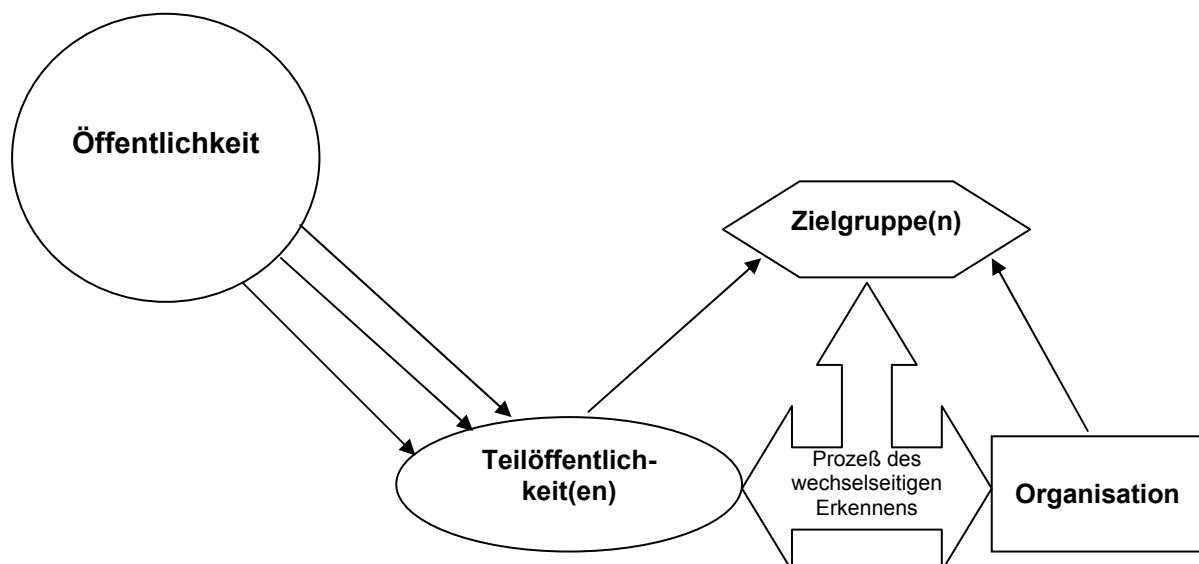 Öffentlichkeit
Zielgruppe(n)
Teilöffentlich-
keit(en)
Prozeß des
wechselseitigen
Erkennens
Organisation